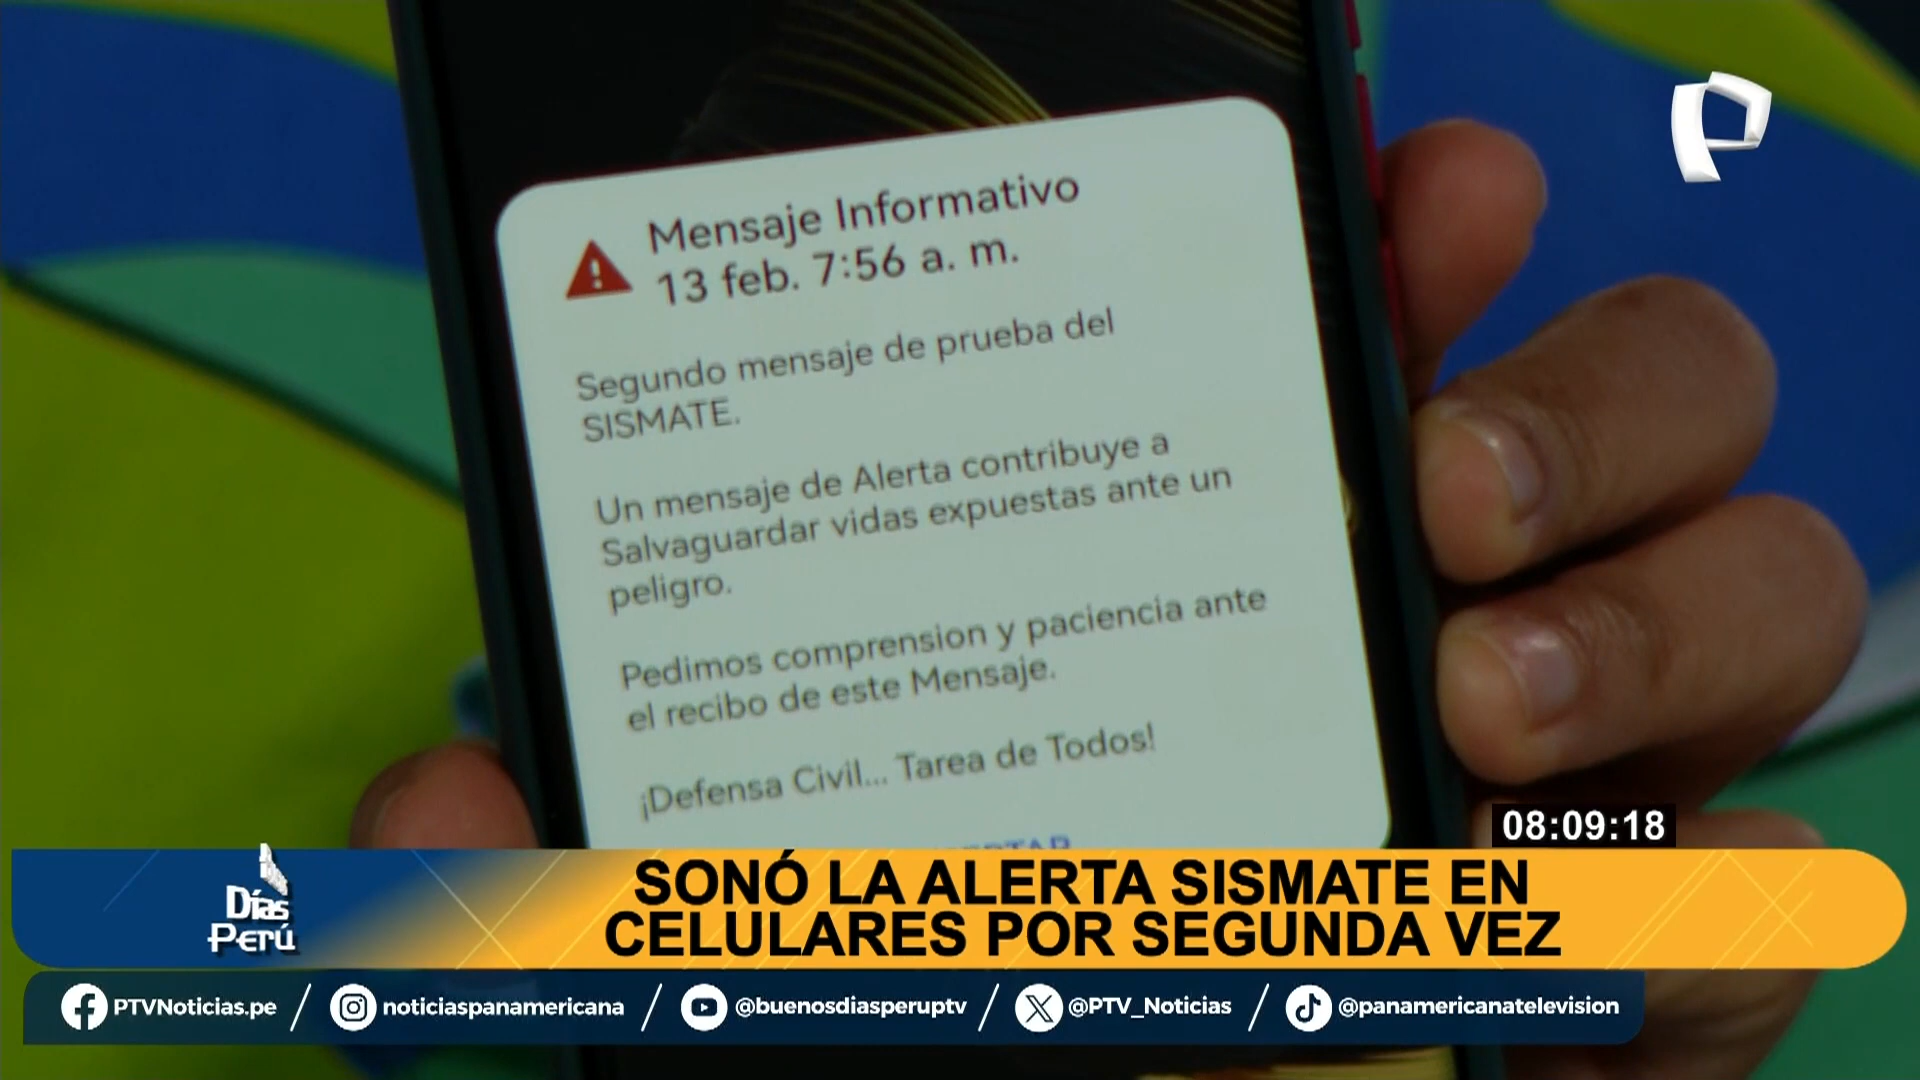 Mensaje Informativo
13 feb. 7:56 a. m.
Segundo mensaje de prueba del
SISMATE.
Un mensaje de Alerta contribuye a
Salvaguardar vidas expuestas ante un
peligro.
Pedimos comprension y paciencia ante
el recibo de este Mensaje.
¡Defensa Civil... Tarea de Todos!
08:09:18
Días
Perú
SONÓ LA ALERTA SISMATE EN
CELULARES POR SEGUNDA VEZ
PTVNoticias.pe / noticiaspanamericana / @buenosdiasperuptv / @PTV_Noticias / @panamericanatelevision